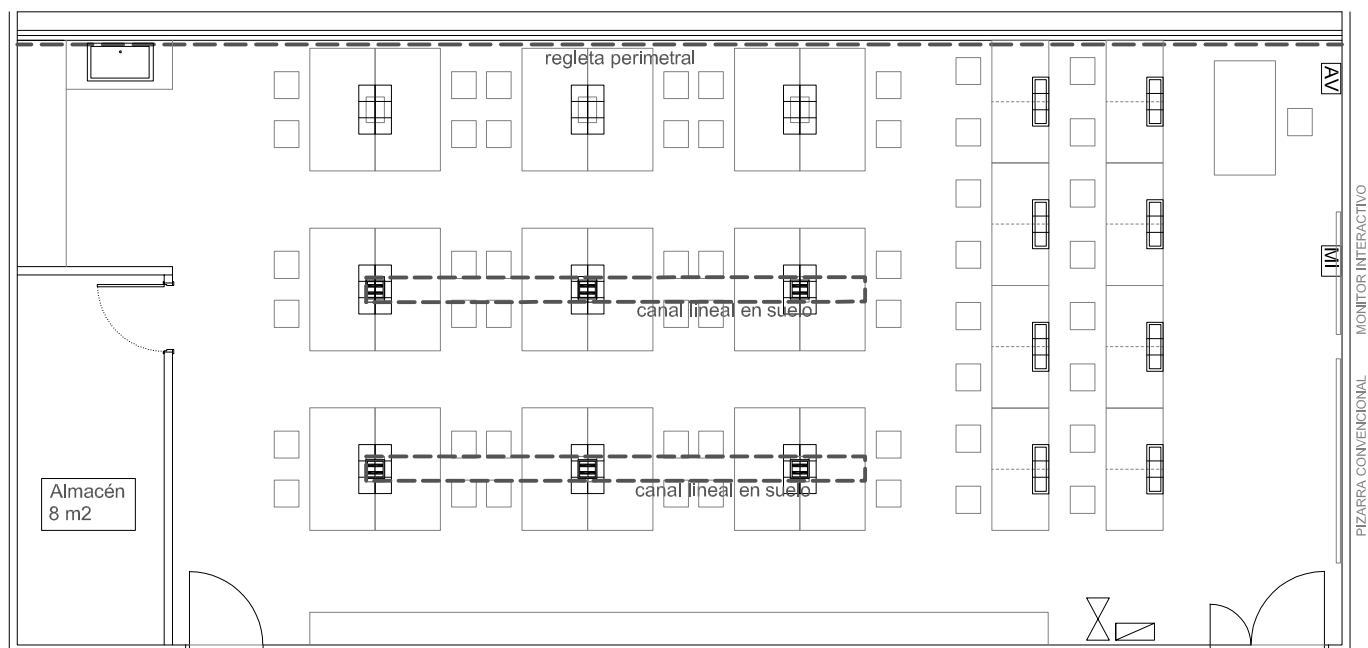 regleta perimetral
AV
MONITOR INTERACTIVO
Mi
canal lineal en suelo
PIZARRA CONVENCIONAL
canal lineal en suelo
Almacén
8 m2